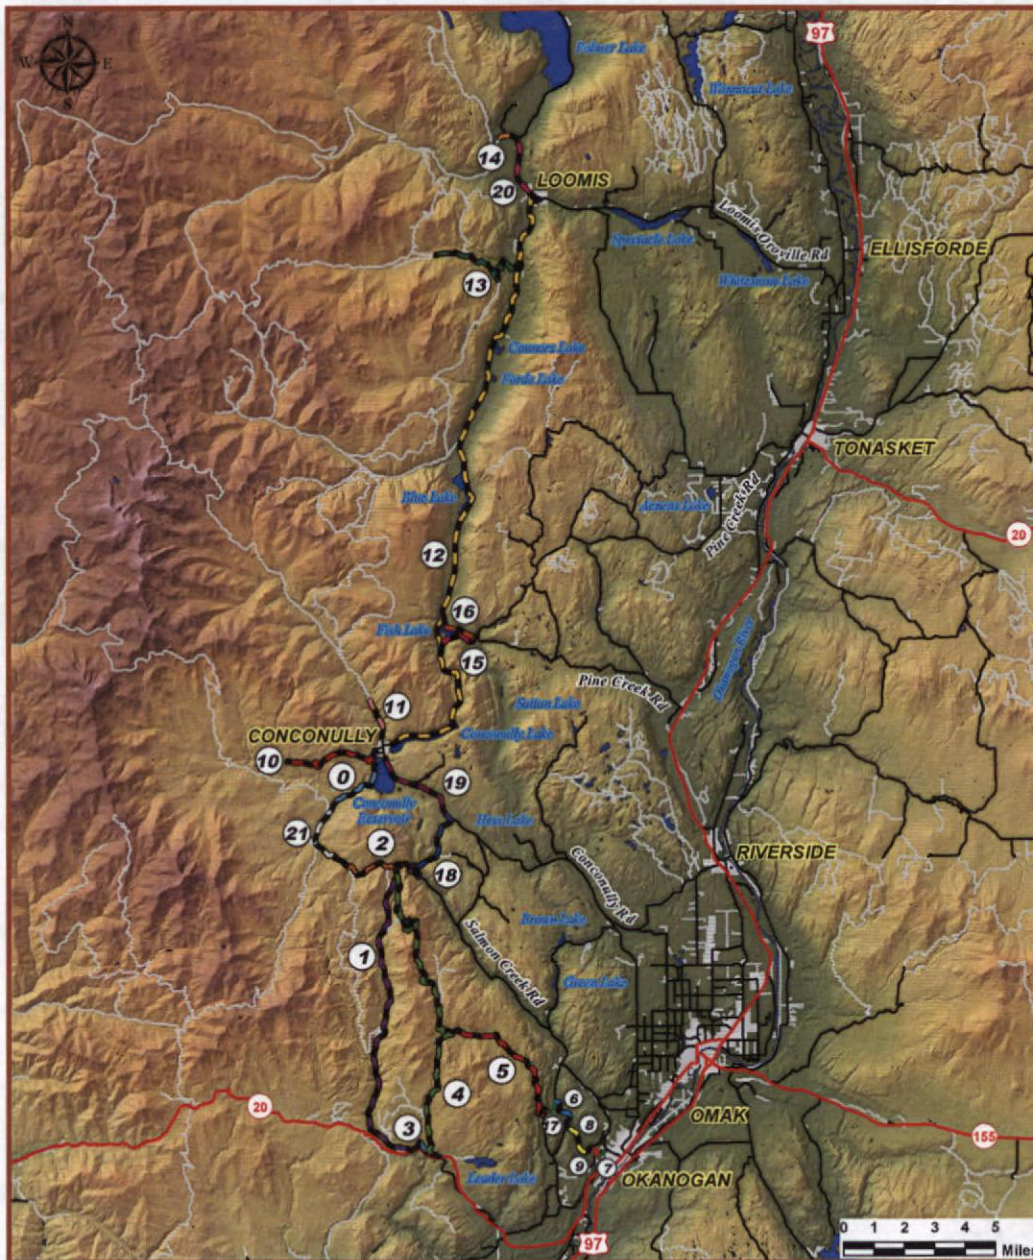 97
N
W E
S
Palmer Lake
Wannacut Lake
14
LOOMIS
20
Loomis-Oroville Rd
Spectacle Lake
ELLISFORDE
13
Whitestone Lake
Connors Lake
Forde Lake
TONASKET
Blue Lake
Aeneas Lake
Pine Creek Rd
20
12
16
Fish Lake
15
Okanogan River
Pine Creek Rd
Sutton Lake
11
CONCONULLY
Conconully Lake
10
0
19
Conconully
Reservoir
Hess Lake
21
2
RIVERSIDE
18
Conconully Rd
Brown Lake
1
Salmon Creek Rd
Green Lake
5
4
6
20
17
8
OMAK
3
155
9
7
Leader Lake
OKANOGAN
97
0 1 2 3 4 5
Miles